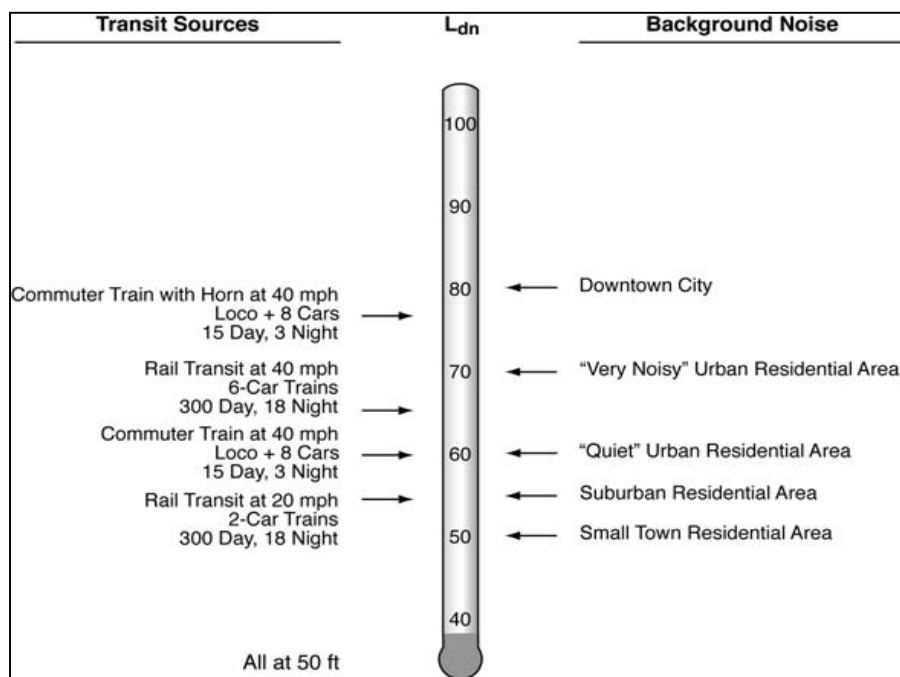 Transit Sources
L_dn
Background Noise
100
90
80
70
60
50
40
Commuter Train with Horn at 40 mph
Loco + 8 Cars
15 Day, 3 Night
Rail Transit at 40 mph
6-Car Trains
300 Day, 18 Night
Commuter Train at 40 mph
Loco + 8 Cars
15 Day, 3 Night
Rail Transit at 20 mph
2-Car Trains
300 Day, 18 Night
All at 50 ft
Downtown City
“Very Noisy” Urban Residential Area
“Quiet” Urban Residential Area
Suburban Residential Area
Small Town Residential Area